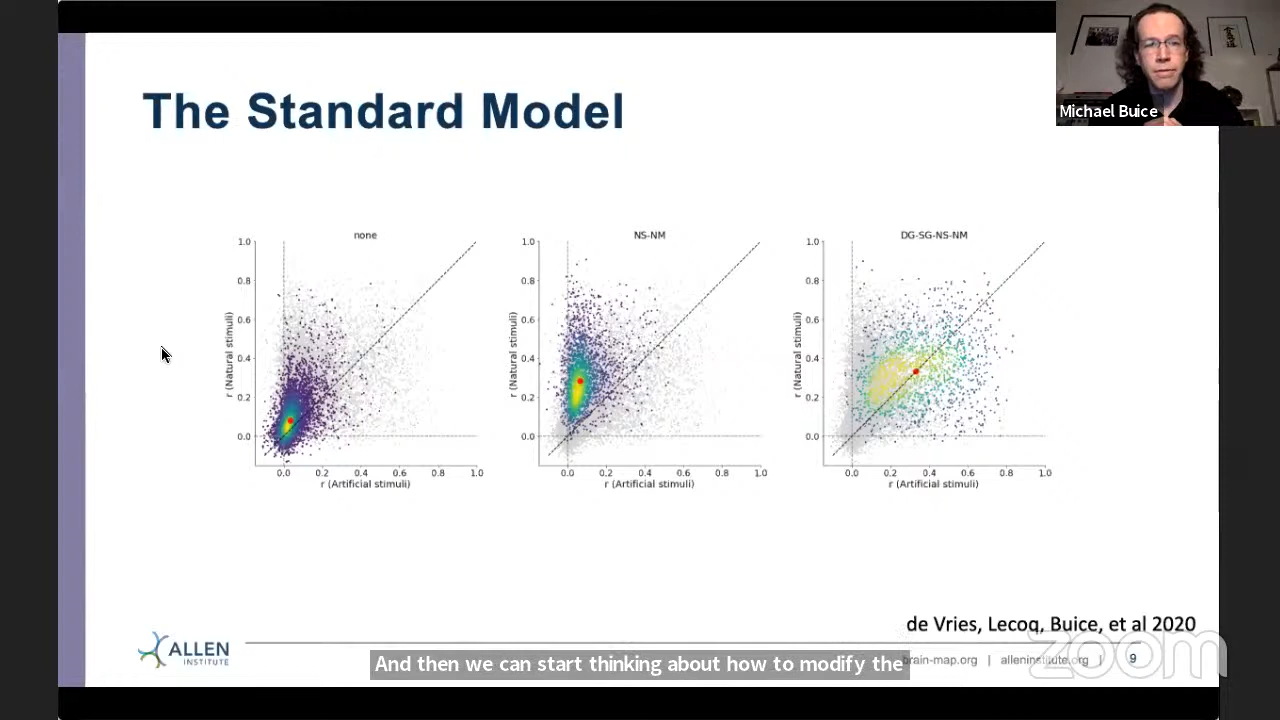 The Standard Model
Michael Buice
none
NS-NM
DG-SG-NS-NM
1.0
0.8
0.6
0.4
0.2
0.0
r (Natural stimuli)
0.0 0.2 0.4 0.6 0.8 1.0
r (Artificial stimuli)
1.0
0.8
0.6
0.4
0.2
0.0
r (Natural stimuli)
0.0 0.2 0.4 0.6 0.8 1.0
r (Artificial stimuli)
1.0
0.8
0.6
0.4
0.2
0.0
r (Natural stimuli)
0.0 0.2 0.4 0.6 0.8 1.0
r (Artificial stimuli)
de Vries, Lecoq, Buice, et al 2020
ALLEN
INSTITUTE
And then we can start thinking about how to modify the
brain-map.org | alleninstitute.org | 9
zoom